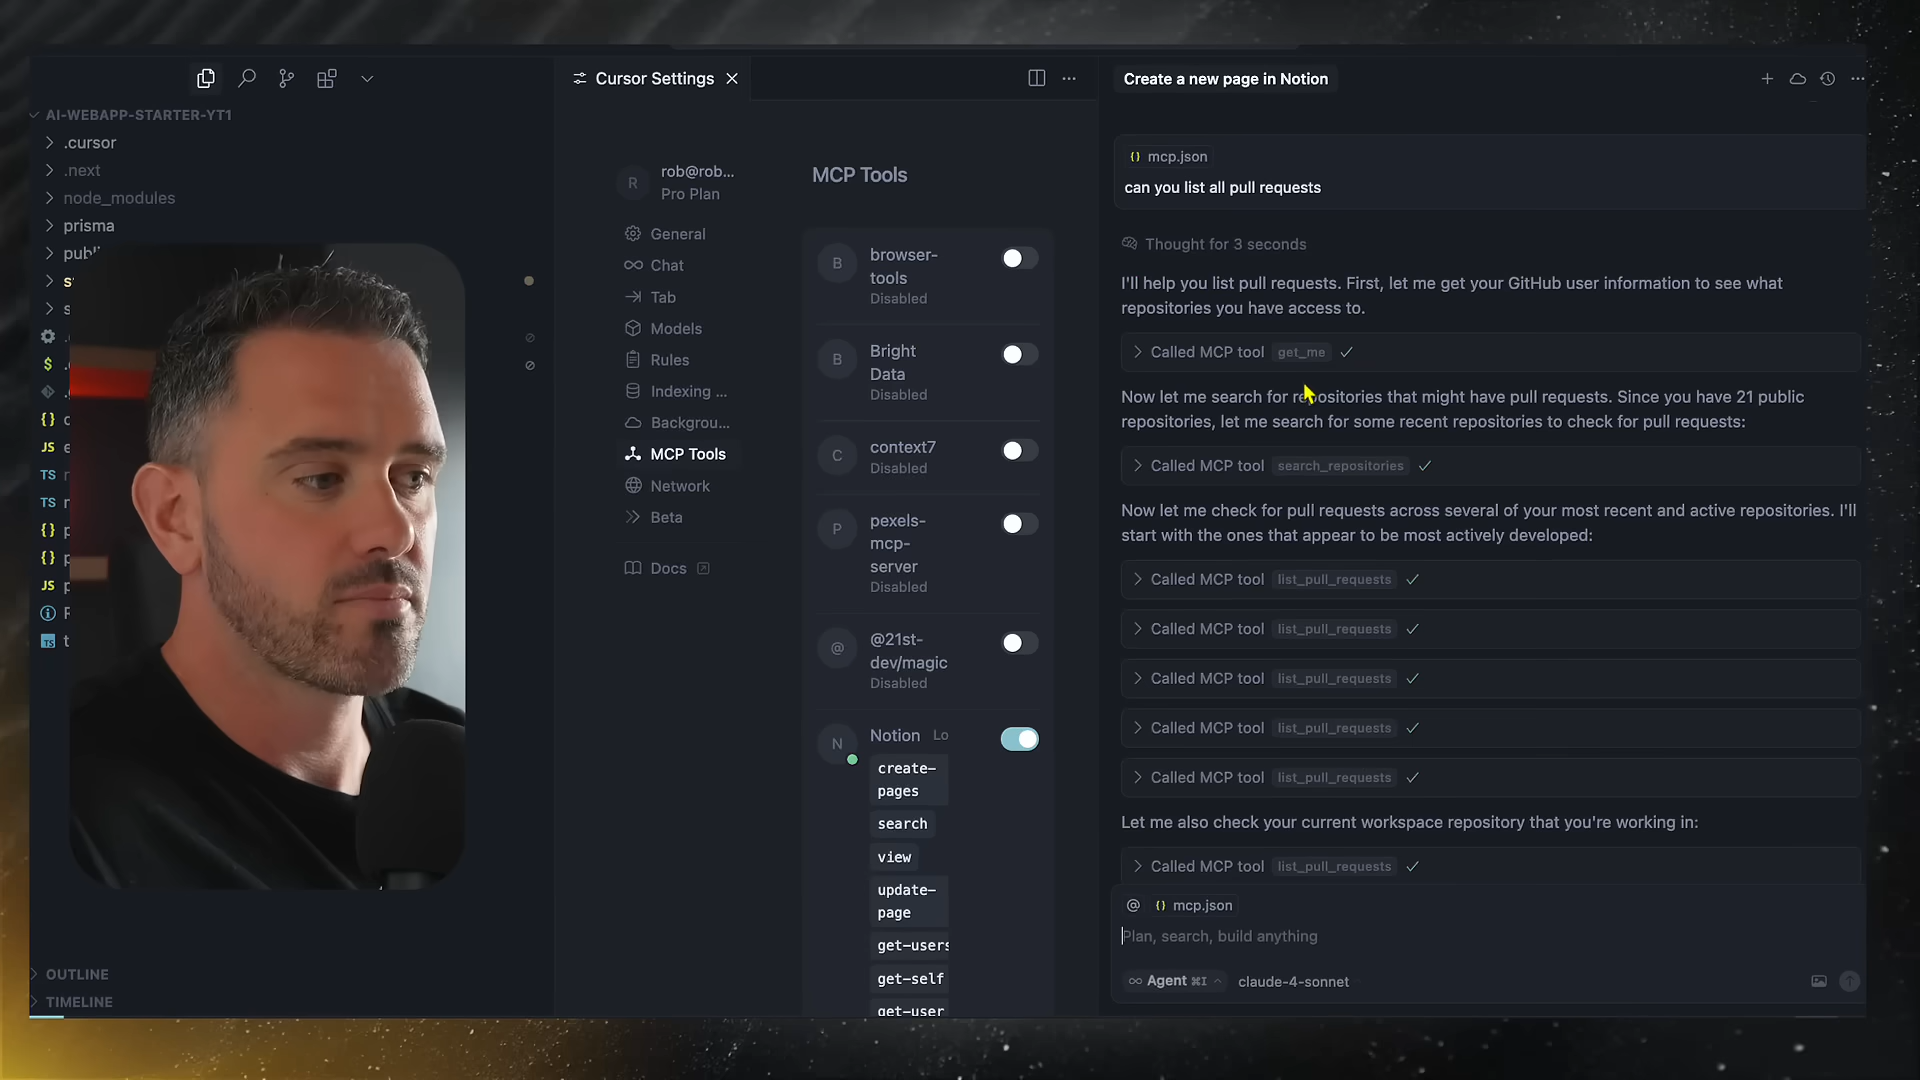 Cursor Settings
Create a new page in Notion
AI-WEBAPP-STARTER-YT1
.cursor
.next
node_modules
prisma
OUTLINE
TIMELINE
R
rob@rob...
Pro Plan
General
Chat
Tab
Models
Rules
Indexing ...
Backgrou...
MCP Tools
Network
Beta
Docs
MCP Tools
B
browser-
tools
Disabled
B
Bright
Data
Disabled
C
context7
Disabled
P
pexels-
mcp-
server
Disabled
@
@21st-
dev/magic
Disabled
N
Notion Lo
create-
pages
search
view
update-
page
get-users
get-self
get-user
{} mcp.json
can you list all pull requests
Thought for 3 seconds
I'll help you list pull requests. First, let me get your GitHub user information to see what
repositories you have access to.
Called MCP tool get_me
Now let me search for repositories that might have pull requests. Since you have 21 public
repositories, let me search for some recent repositories to check for pull requests:
Called MCP tool search_repositories
Now let me check for pull requests across several of your most recent and active repositories. I'll
start with the ones that appear to be most actively developed:
Called MCP tool list_pull_requests
Called MCP tool list_pull_requests
Called MCP tool list_pull_requests
Called MCP tool list_pull_requests
Called MCP tool list_pull_requests
Let me also check your current workspace repository that you're working in:
Called MCP tool list_pull_requests
@ {} mcp.json
Plan, search, build anything
Agent ⌘I claude-4-sonnet